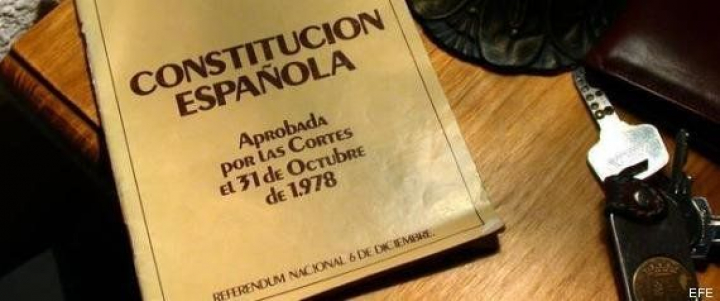 CONSTITUCION
ESPAÑOLA
APROBADA
POR LAS CORTES
EL 31 DE OCTUBRE
DE 1.978
REFERENDUM NACIONAL 6 DE DICIEMBRE.
EFE